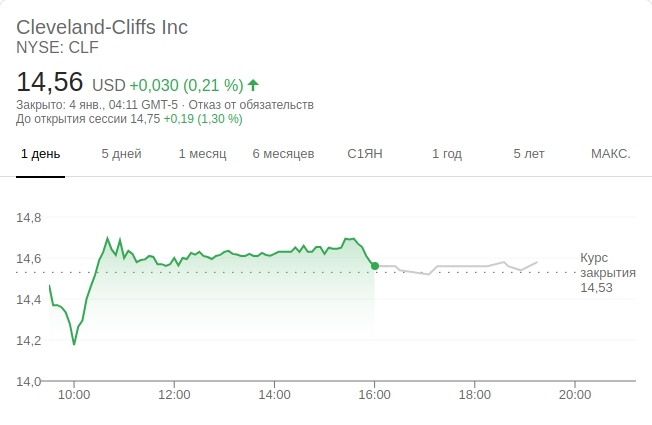 Cleveland-Cliffs Inc
NYSE: CLF
14,56 USD +0,030 (0,21 %)
Закрыто: 4 янв., 04:11 GMT-5 · Отказ от обязательств
До открытия сессии 14,75 +0,19 (1,30 %)
1 день 5 дней 1 месяц 6 месяцев С1ЯН 1 год 5 лет МАКС.
14,8
14,6
14,4
14,2
14,0
Курс
закрытия
14,53
10:00 12:00 14:00 16:00 18:00 20:00